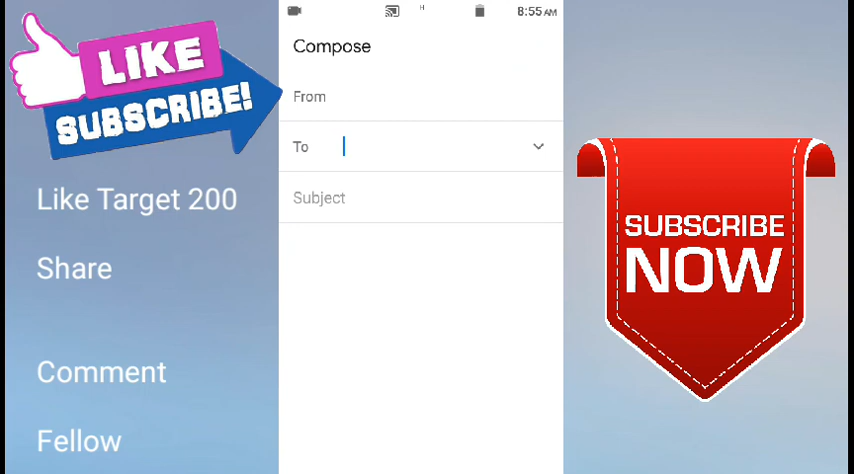 LIKE
SUBSCRIBE!
Like Target 200
Share
Comment
Fellow
H
8:55 AM
Compose
From
To
Subject
SUBSCRIBE
NOW